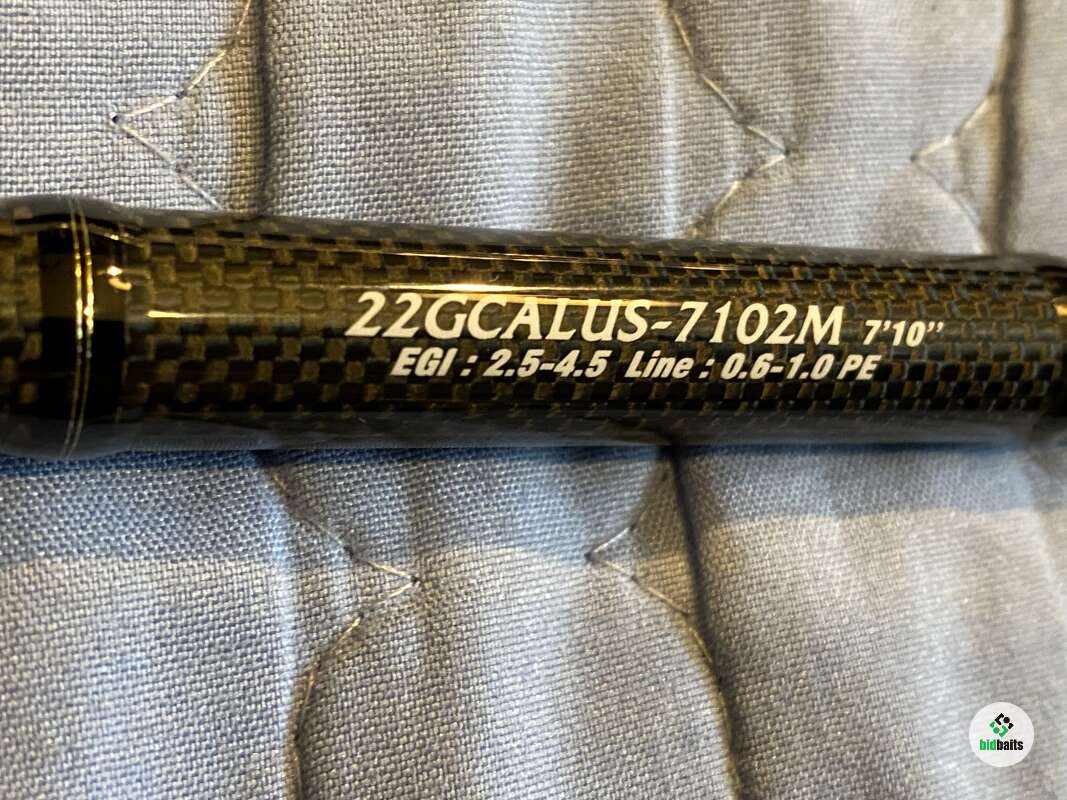 22GCALUS-7102M 7'10"
EGI : 2.5-4.5 Line : 0.6-1.0 PE
bidbaits